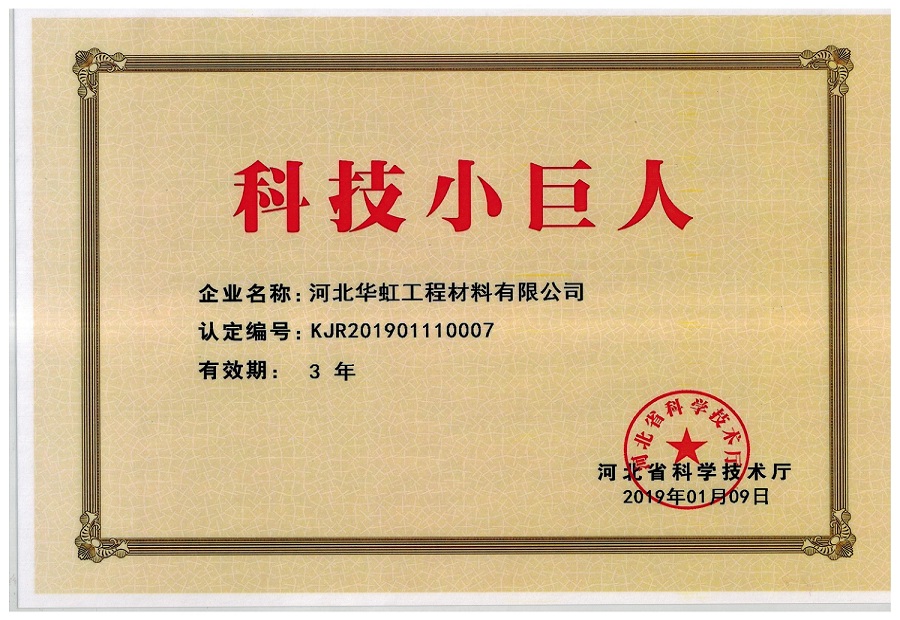 科技小巨人
企业名称：河北华虹工程材料有限公司
认定编号：KJR201901110007
有效期： 3 年
河北省科学技术厅
河北省科学技术厅
2019年01月09日